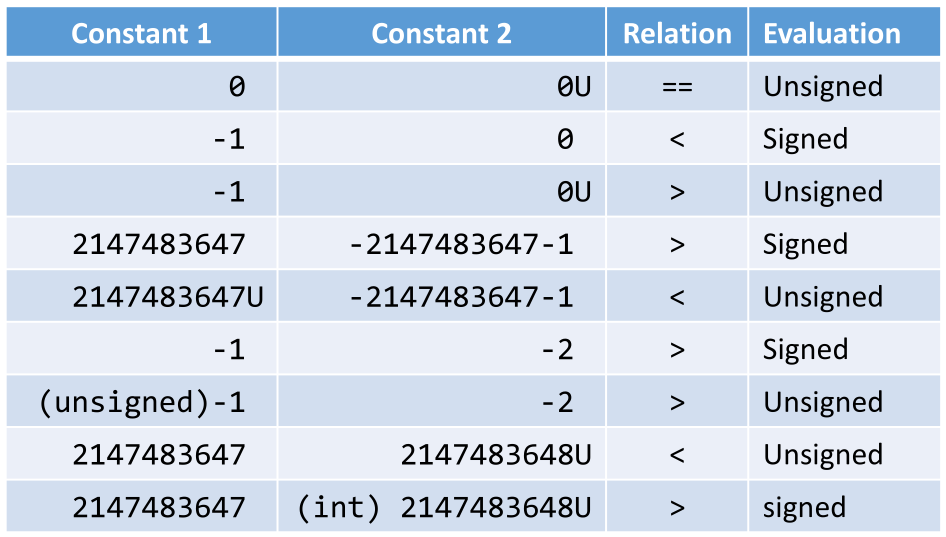 Constant 1 Constant 2 Relation Evaluation
0 0U == Unsigned
-1 0 < Signed
-1 0U > Unsigned
2147483647 -2147483647-1 > Signed
2147483647U -2147483647-1 < Unsigned
-1 -2 > Signed
(unsigned)-1 -2 > Unsigned
2147483647 2147483648U < Unsigned
2147483647 (int) 2147483648U > signed